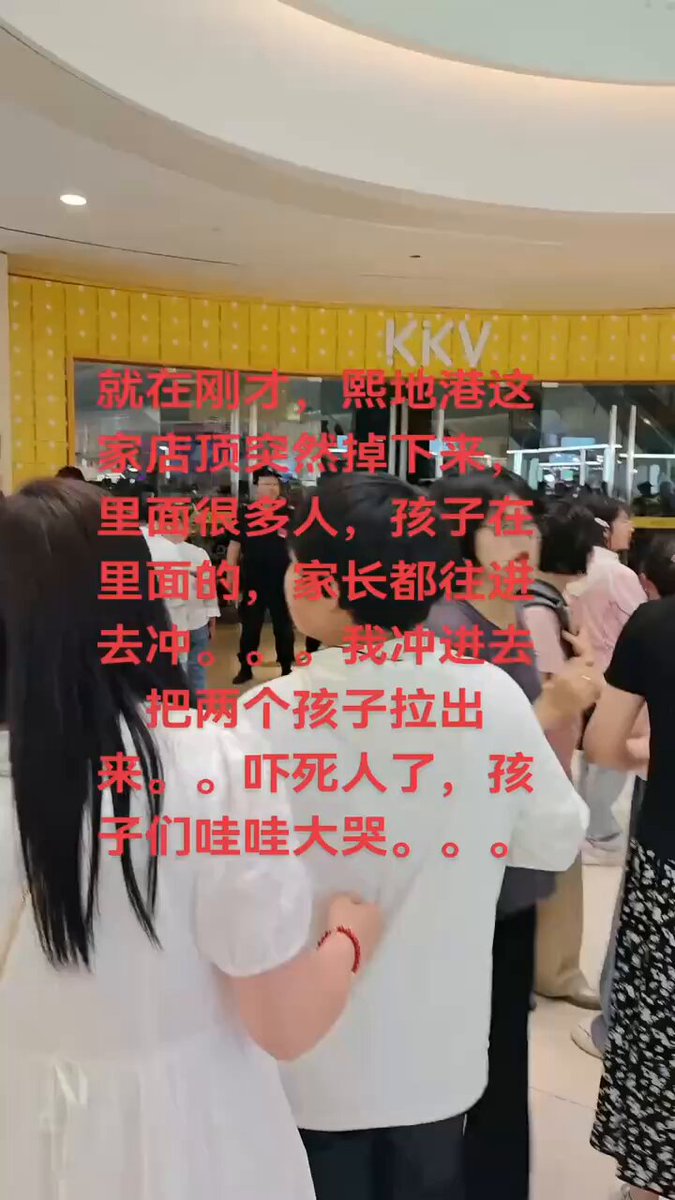 KKV
就在刚才，熙地港这
家店顶突然掉下来，
里面很多人，孩子在
里面的，家长都往进
去冲。。。我冲进去
把两个孩子拉出
来。。吓死人了，孩
子们哇哇大哭。。。